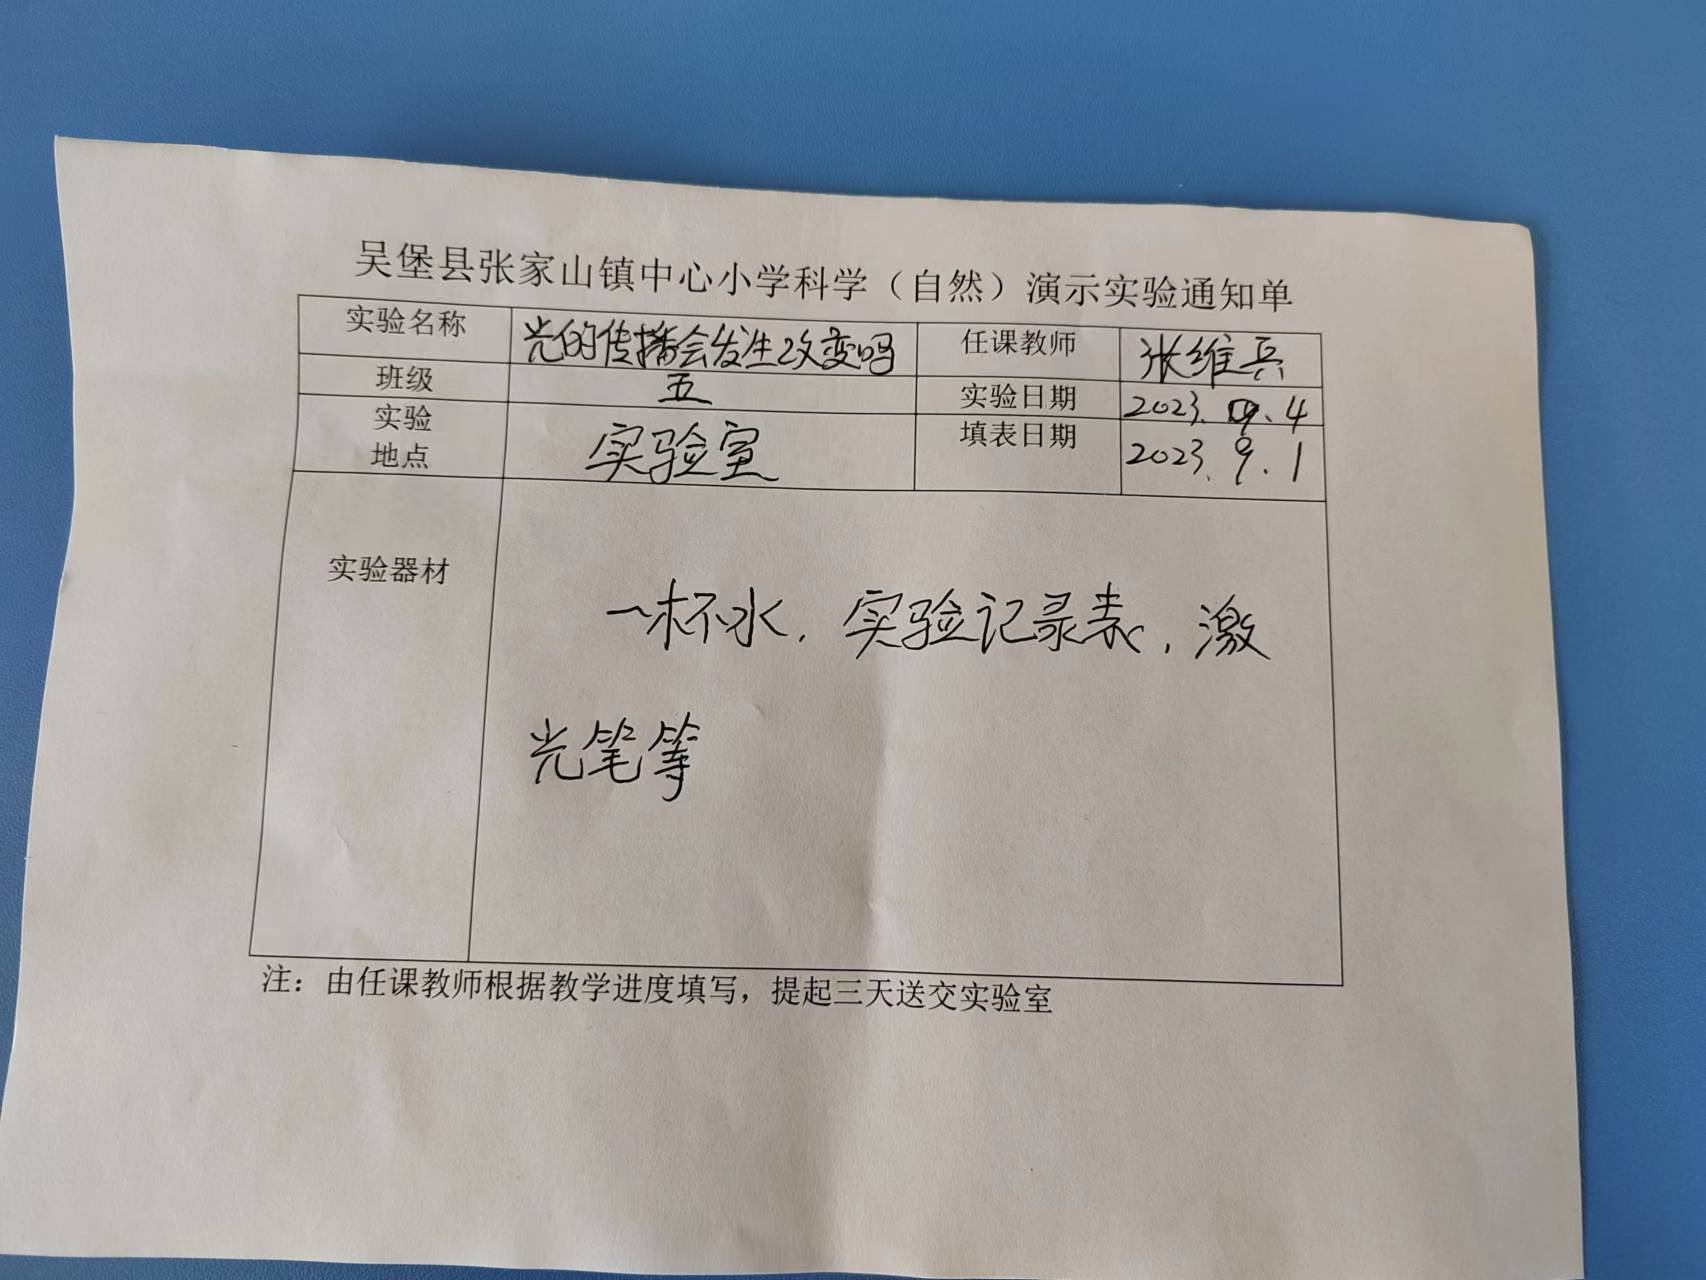 吴堡县张家山镇中心小学科学（自然）演示实验通知单
实验名称 光的传播会发生改变吗 任课教师 张维兵
班级 五 实验日期 2023.09.4
实验地点 实验室 填表日期 2023.9.1
实验器材 一杯水，实验记录表，激
光笔等
注：由任课教师根据教学进度填写，提起三天送交实验室